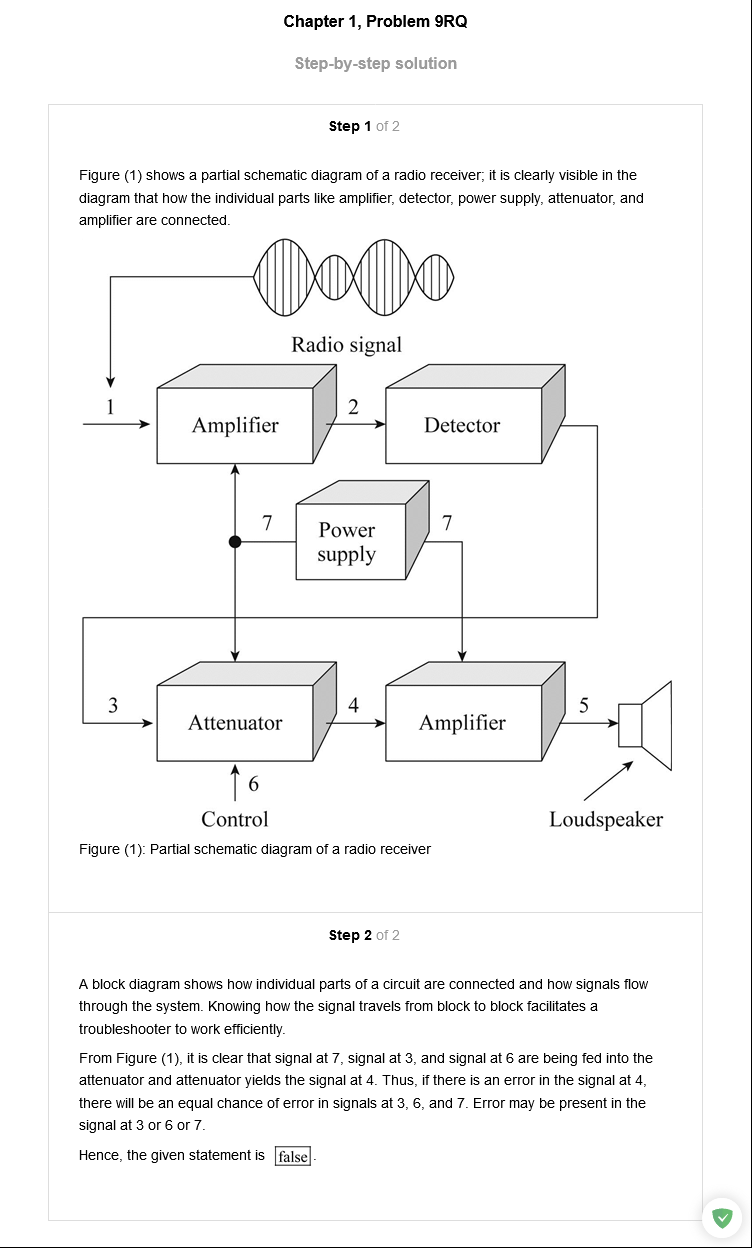 Chapter 1, Problem 9RQ
Step-by-step solution
Step 1 of 2
Figure (1) shows a partial schematic diagram of a radio receiver; it is clearly visible in the
diagram that how the individual parts like amplifier, detector, power supply, attenuator, and
amplifier are connected.
Radio signal
1
Amplifier
2
Detector
7
Power
supply
7
3
Attenuator
4
Amplifier
5
6
Control
Loudspeaker
Figure (1): Partial schematic diagram of a radio receiver
Step 2 of 2
A block diagram shows how individual parts of a circuit are connected and how signals flow
through the system. Knowing how the signal travels from block to block facilitates a
troubleshooter to work efficiently.
From Figure (1), it is clear that signal at 7, signal at 3, and signal at 6 are being fed into the
attenuator and attenuator yields the signal at 4. Thus, if there is an error in the signal at 4,
there will be an equal chance of error in signals at 3, 6, and 7. Error may be present in the
signal at 3 or 6 or 7.
Hence, the given statement is false.